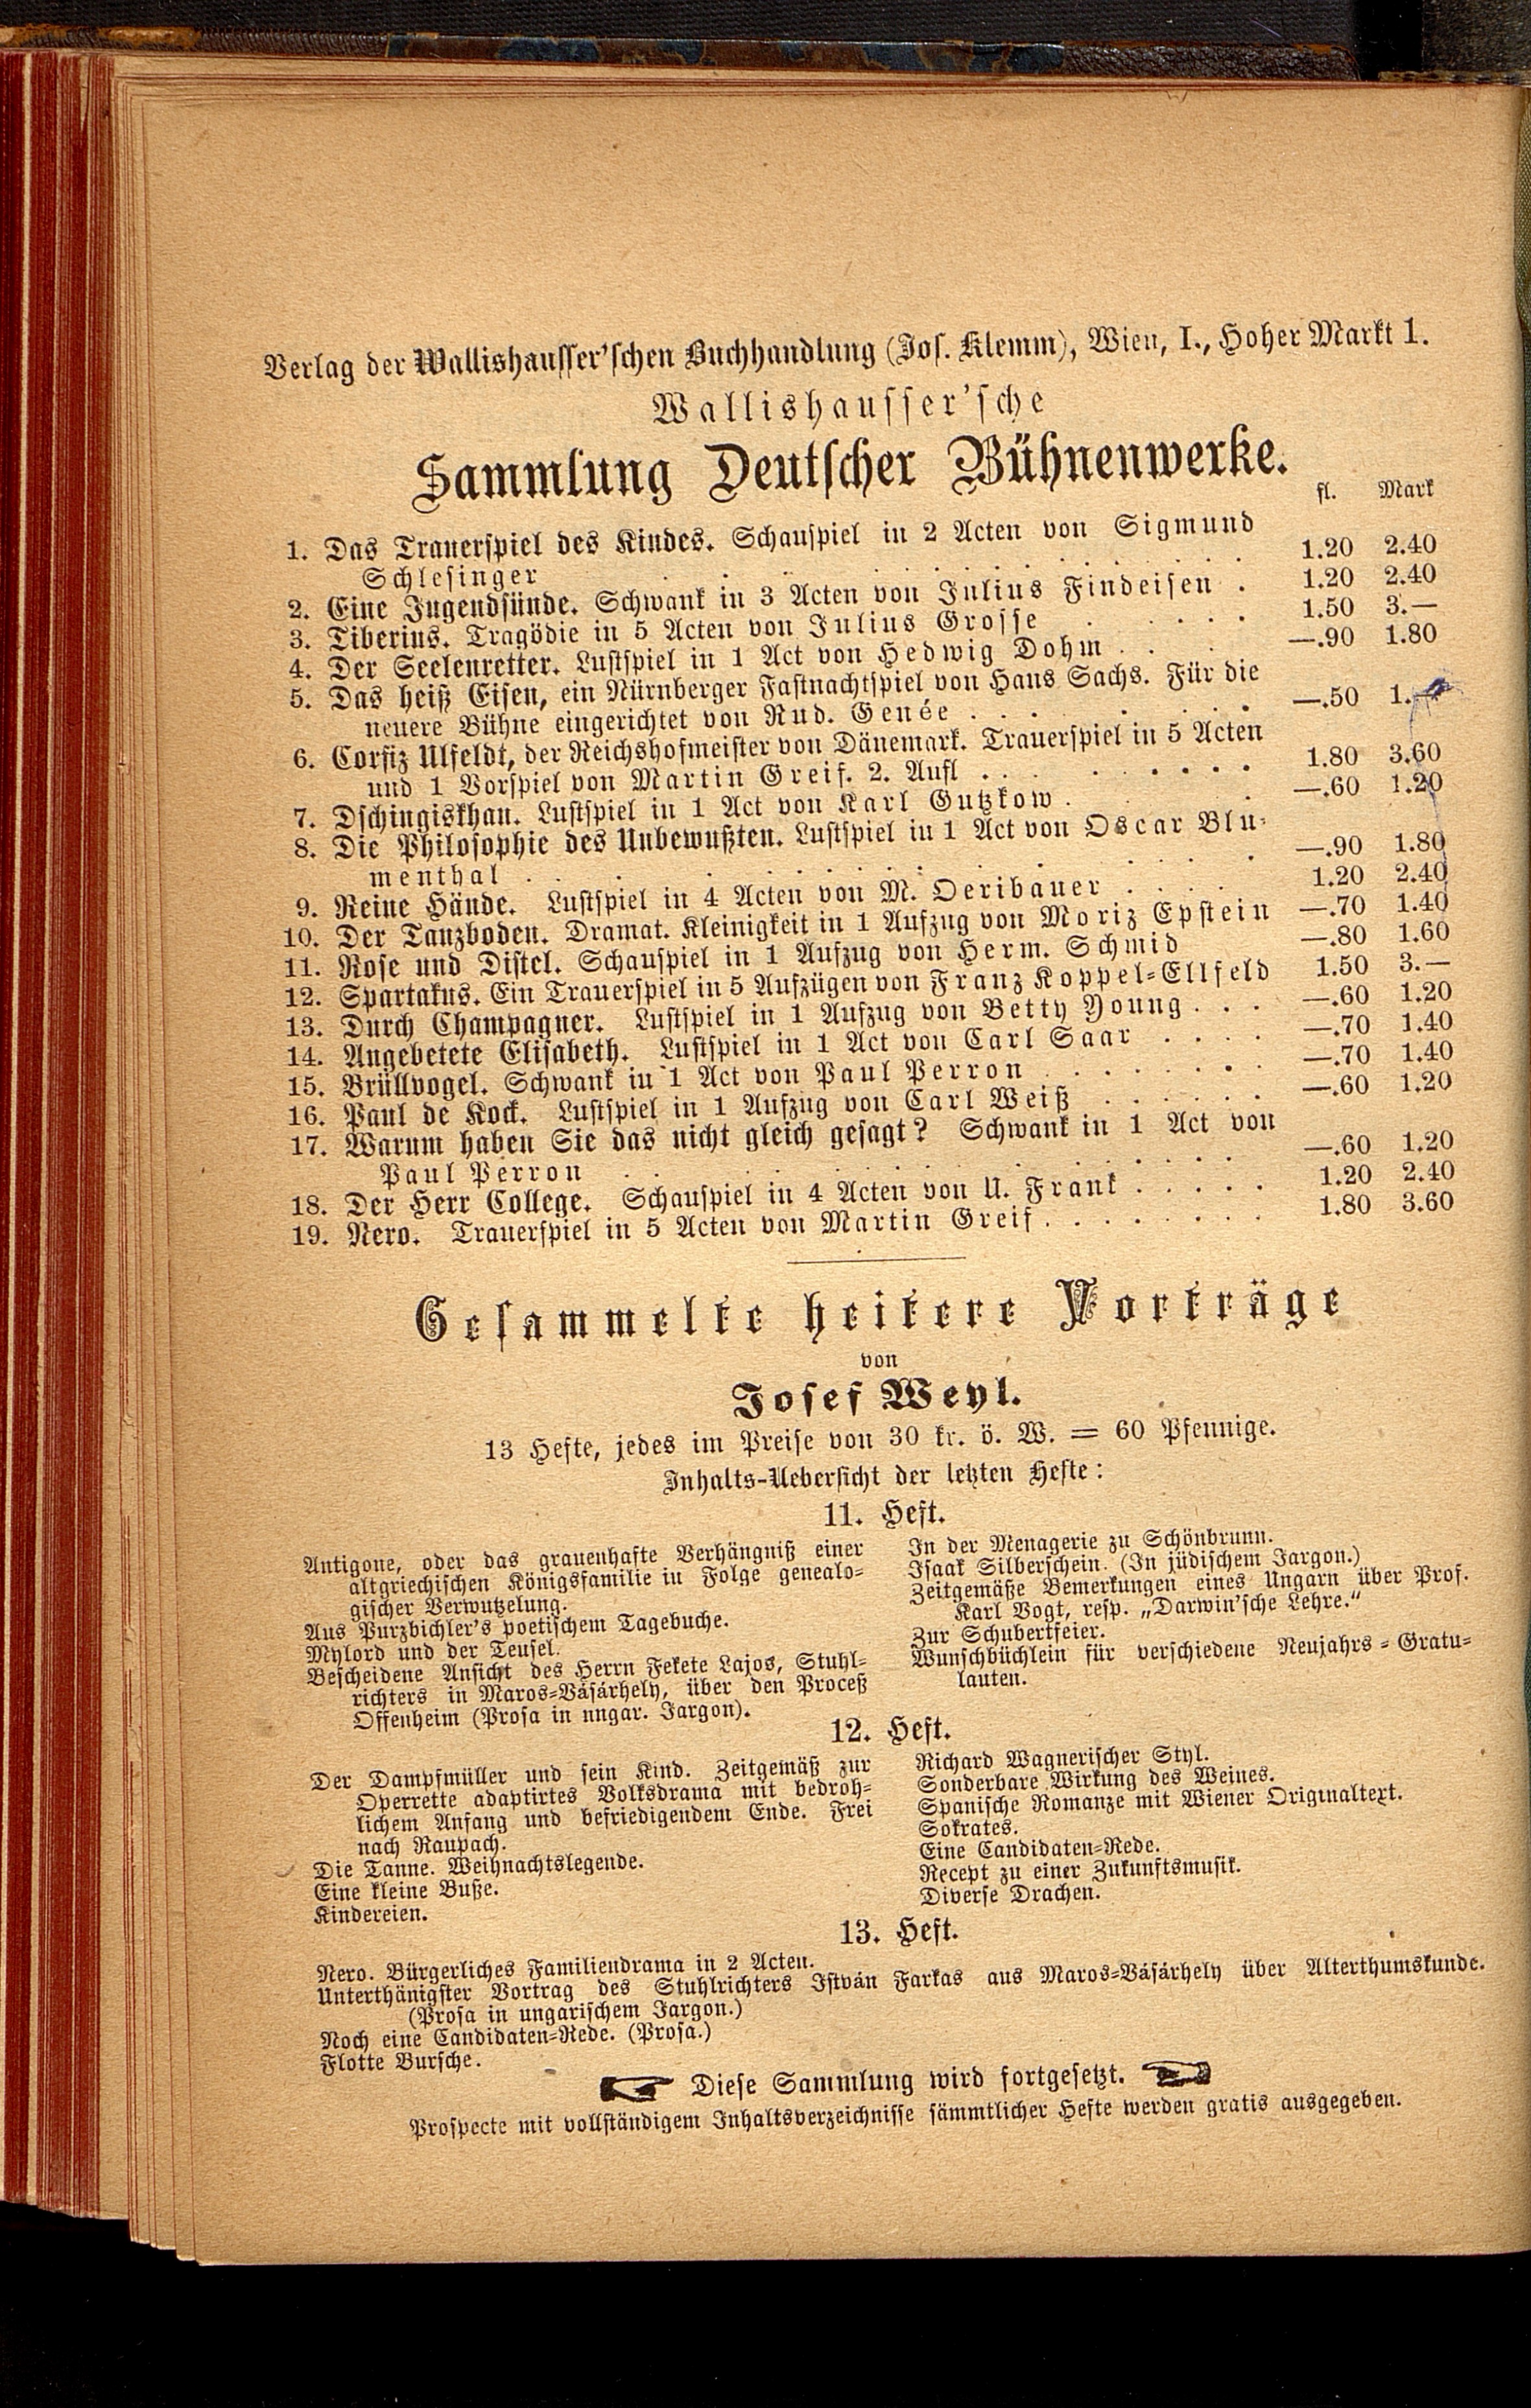 Verlag der Wallishausser'schen Buchhandlung (Jos. Klemm), Wien, I., Hoher Markt 1.
Wallishausser'sche
Sammlung Deutscher Bühnenwerke.
fl. Mark
1. Das Trauerspiel des Kindes. Schauspiel in 2 Acten von Sigmund
Schlesinger . . . . . . . . 1.20 2.40
2. Eine Jugendsünde. Schwank in 3 Acten von Julius Findeisen . 1.20 2.40
3. Tiberius. Tragödie in 5 Acten von Julius Grosse . . . . . 1.50 3.—
4. Der Seelenretter. Lustspiel in 1 Act von Hedwig Dohm . . . —.90 1.80
5. Das heiß Eisen, ein Nürnberger Fastnachtspiel von Hans Sachs. Für die
neuere Bühne eingerichtet von Rud. Genée . . . . . —.50 1.—
6. Corfiz Ulfeldt, der Reichshofmeister von Dänemark. Trauerspiel in 5 Acten
und 1 Vorspiel von Martin Greif. 2. Aufl . . . . . . . . 1.80 3.60
7. Dschingiskhan. Lustspiel in 1 Act von Karl Gutzkow . . —.60 1.20
8. Die Philosophie des Unbewußten. Lustspiel in 1 Act von Oscar Blu-
menthal . . . . . . . . . —.90 1.80
9. Reine Hände. Lustspiel in 4 Acten von M. Oeribauer . . . . 1.20 2.40
10. Der Tanzboden. Dramat. Kleinigkeit in 1 Aufzug von Moriz Epstein —.70 1.40
11. Rose und Distel. Schauspiel in 1 Aufzug von Herm. Schmid —.80 1.60
12. Spartakus. Ein Trauerspiel in 5 Aufzügen von Franz Koppel-Ellfeld 1.50 3.—
13. Durch Champagner. Lustspiel in 1 Aufzug von Betty Young . . . —.60 1.20
14. Angebetete Elisabeth. Lustspiel in 1 Act von Carl Saar . . . . —.70 1.40
15. Brüllvogel. Schwank in 1 Act von Paul Perron . . . . . . . —.70 1.40
16. Paul de Kock. Lustspiel in 1 Aufzug von Carl Weiß . . . . . . —.60 1.20
17. Warum haben Sie das nicht gleich gesagt? Schwank in 1 Act von
Paul Perron . . . . . . . —.60 1.20
18. Der Herr College. Schauspiel in 4 Acten von U. Frank . . . . . 1.20 2.40
19. Nero. Trauerspiel in 5 Acten von Martin Greif . . . . . . . . 1.80 3.60
Gesammelte heitere Vorträge
von
Josef Weyl.
13 Hefte, jedes im Preise von 30 kr. ö. W. = 60 Pfennige.
Inhalts-Uebersicht der letzten Hefte:
11. Heft.
Antigone, oder das grauenhafte Verhängniß einer
altgriechischen Königsfamilie in Folge genealo-
gischer Verwutzelung.
Aus Purzbichler's poetischem Tagebuche.
Mylord und der Teufel.
Bescheidene Ansicht des Herrn Fekete Lajos, Stuhl-
richters in Maros-Vásárhely, über den Proceß
Offenheim (Prosa in ungar. Jargon).
In der Menagerie zu Schönbrunn.
Isaak Silberschein. (In jüdischem Jargon.)
Zeitgemäße Bemerkungen eines Ungarn über Prof.
Karl Vogt, resp. „Darwin'sche Lehre."
Zur Schubertfeier.
Wunschbüchlein für verschiedene Neujahrs-Gratu-
lauten.
12. Heft.
Der Dampfmüller und sein Kind. Zeitgemäß zur
Operrette adaptirtes Volksdrama mit bedroh-
lichem Anfang und befriedigendem Ende. Frei
nach Raupach.
Die Tanne. Weihnachtslegende.
Eine kleine Buße.
Kindereien.
Richard Wagnerischer Styl.
Sonderbare Wirkung des Weines.
Spanische Romanze mit Wiener Originaltext.
Sokrates.
Eine Candidaten-Rede.
Recept zu einer Zukunftsmusik.
Diverse Drachen.
13. Heft.
Nero. Bürgerliches Familiendrama in 2 Acten.
Unterthänigster Vortrag des Stuhlrichters István Farkas aus Maros-Vásárhely über Alterthumskunde.
(Prosa in ungarischem Jargon.)
Noch eine Candidaten-Rede. (Prosa.)
Flotte Bursche.
☛ Diese Sammlung wird fortgesetzt. ☚
Prospecte mit vollständigem Inhaltsverzeichnisse sämmtlicher Hefte werden gratis ausgegeben.